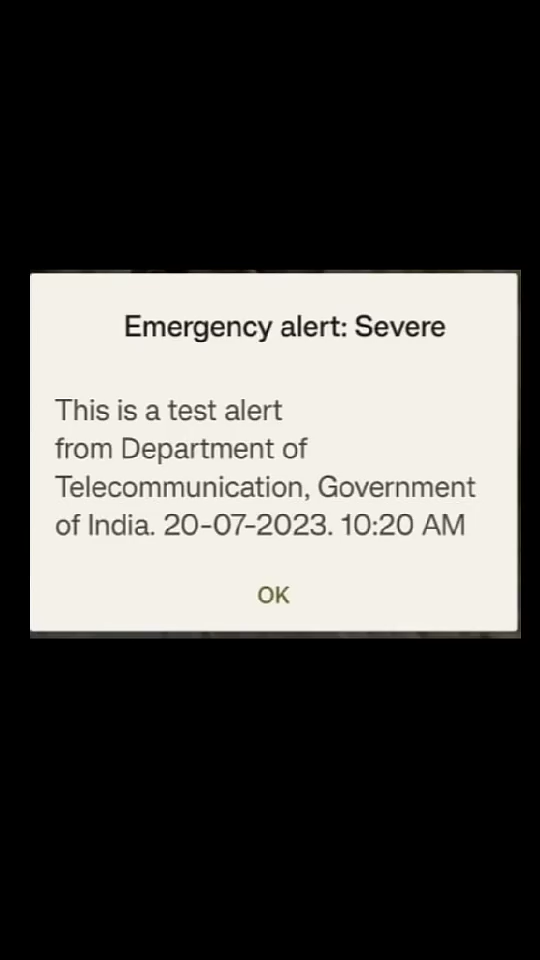 Emergency alert: Severe
This is a test alert
from Department of
Telecommunication, Government
of India. 20-07-2023. 10:20 AM
OK